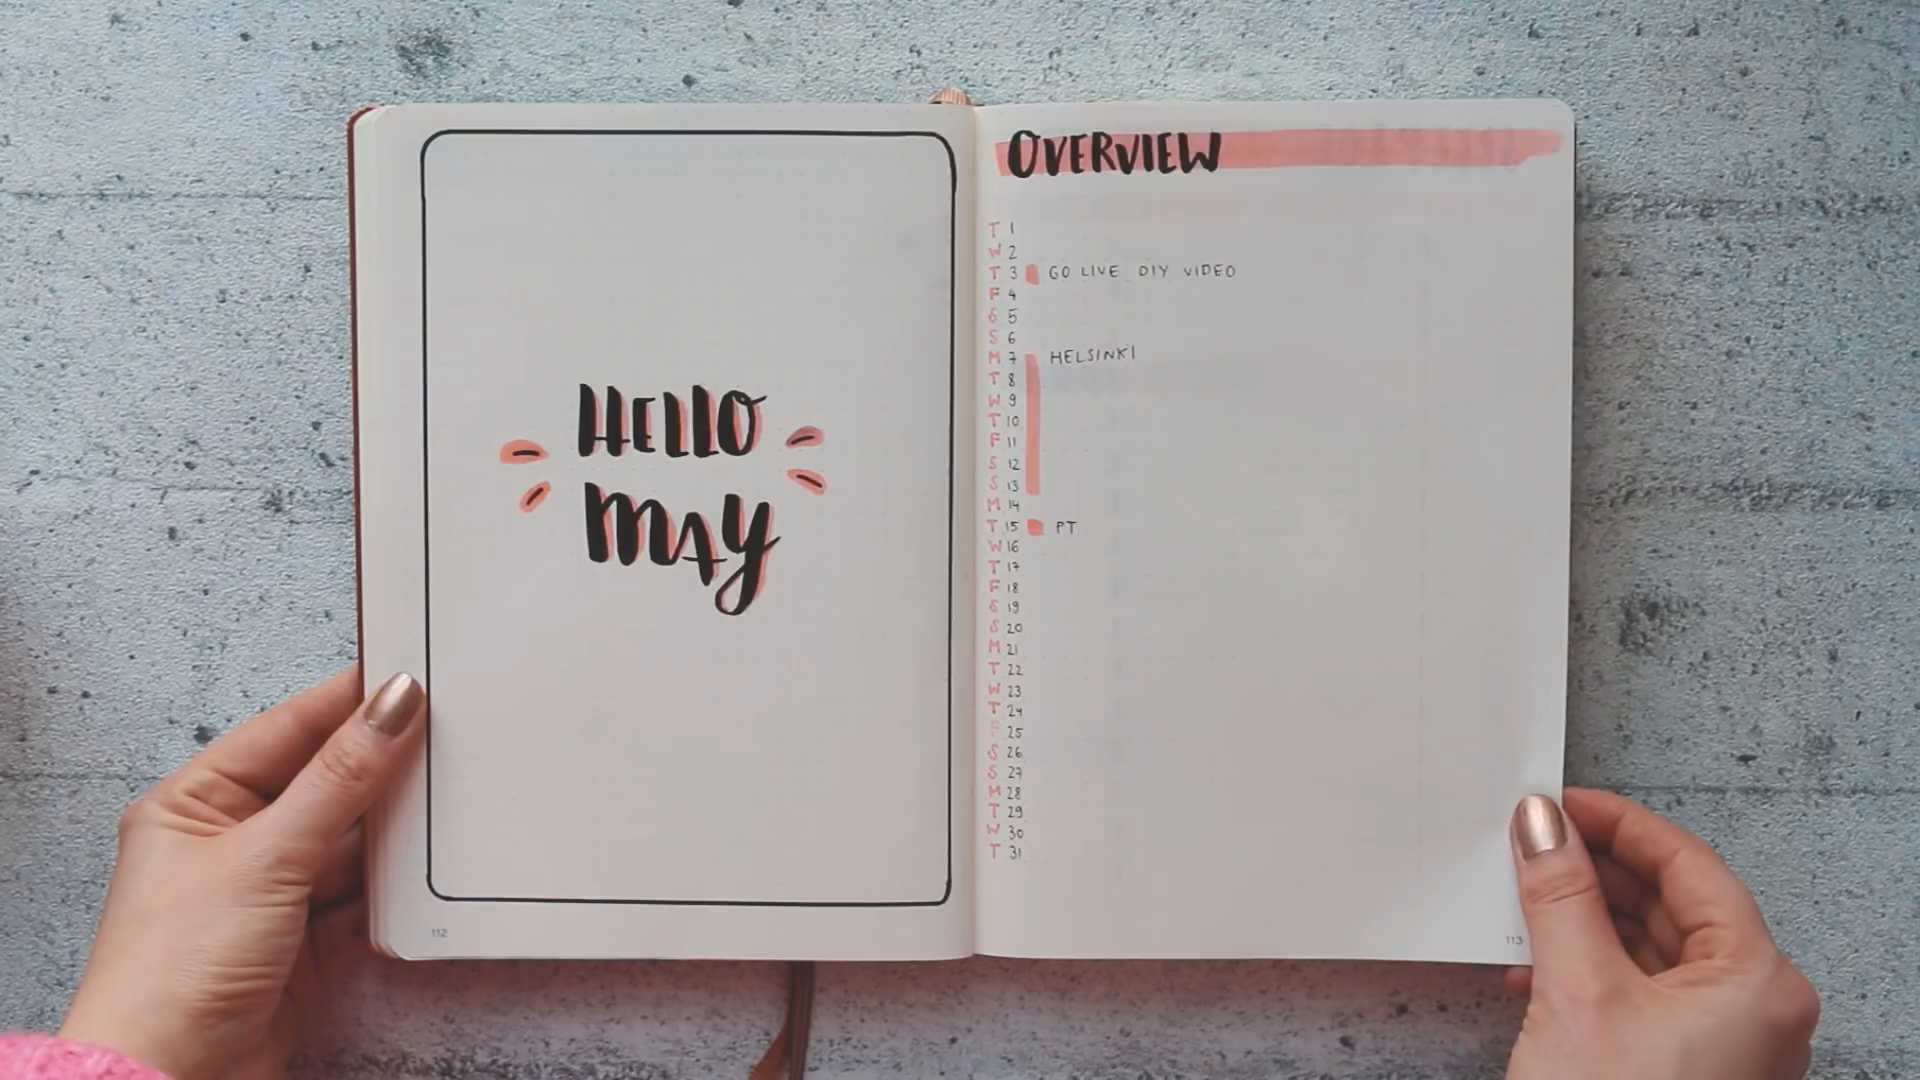 HELLO
MAY
112
OVERVIEW
T 1
W 2
T 3 GO LIVE DIY VIDEO
F 4
S 5
S 6
M 7 HELSINKI
T 8
W 9
T 10
F 11
S 12
S 13
M 14
T 15 PT
W 16
T 17
F 18
S 19
S 20
M 21
T 22
W 23
T 24
F 25
S 26
S 27
M 28
T 29
W 30
T 31
113